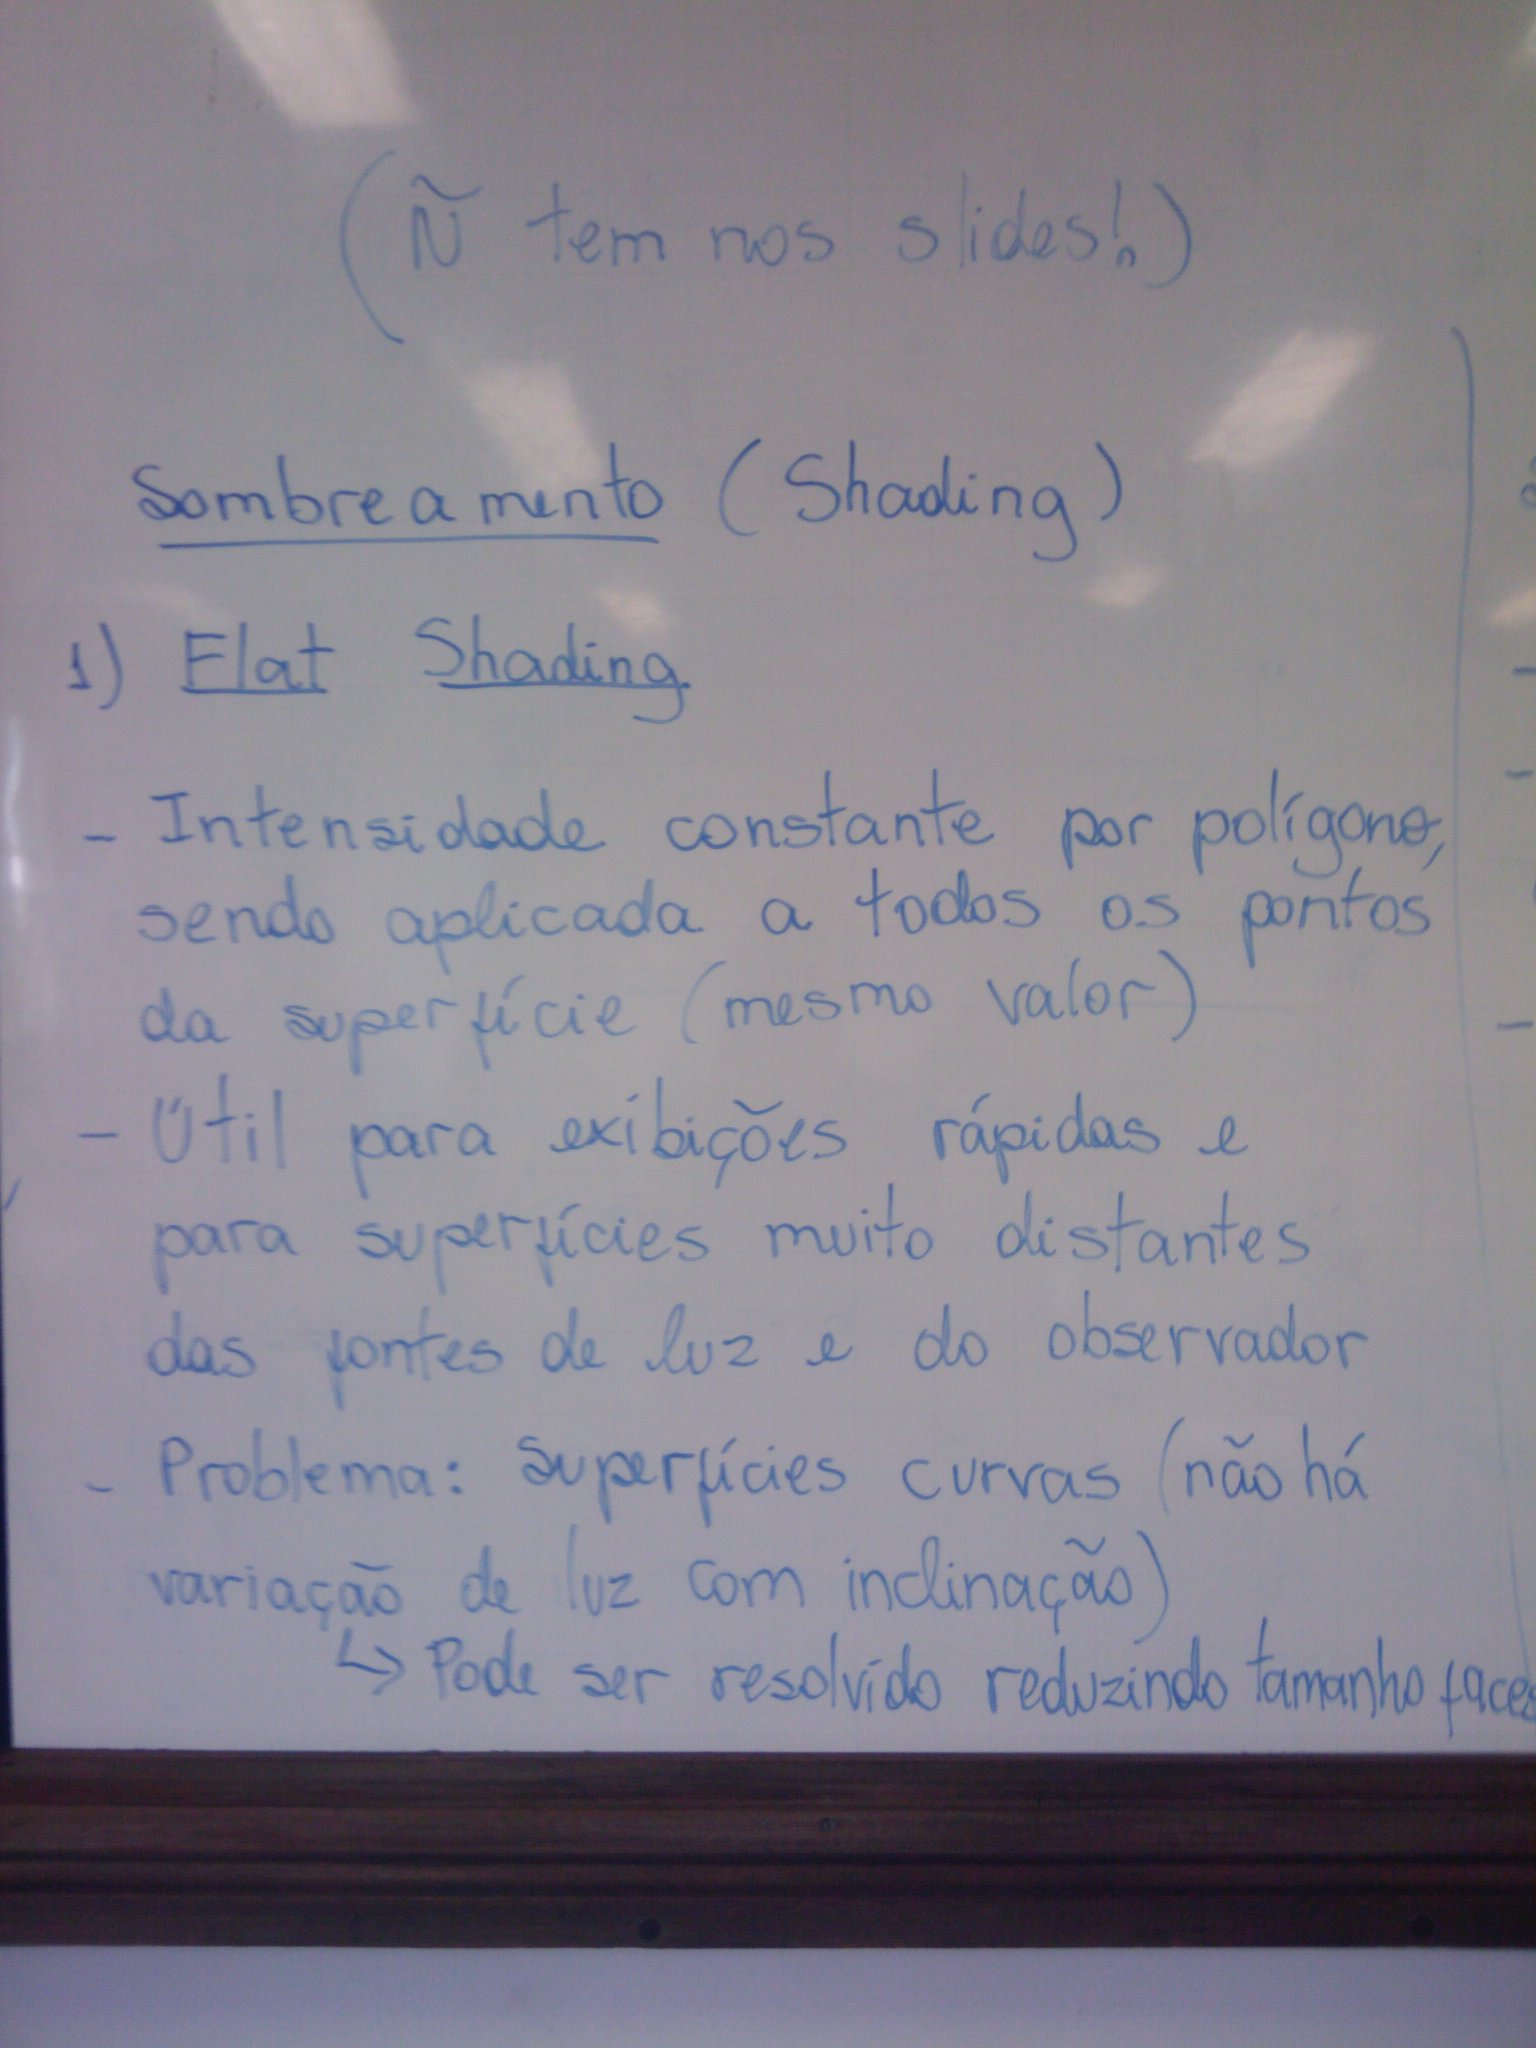 (Ñ tem nos slides!)
Sombreamento (Shading)
1) Flat Shading
- Intensidade constante por polígono,
sendo aplicada a todos os pontos
da superfície (mesmo valor)
- Útil para exibições rápidas e
para superfícies muito distantes
das fontes de luz e do observador
- Problema: superfícies curvas (não há
variação de luz com inclinação)
↳ Pode ser resolvido reduzindo tamanho faces